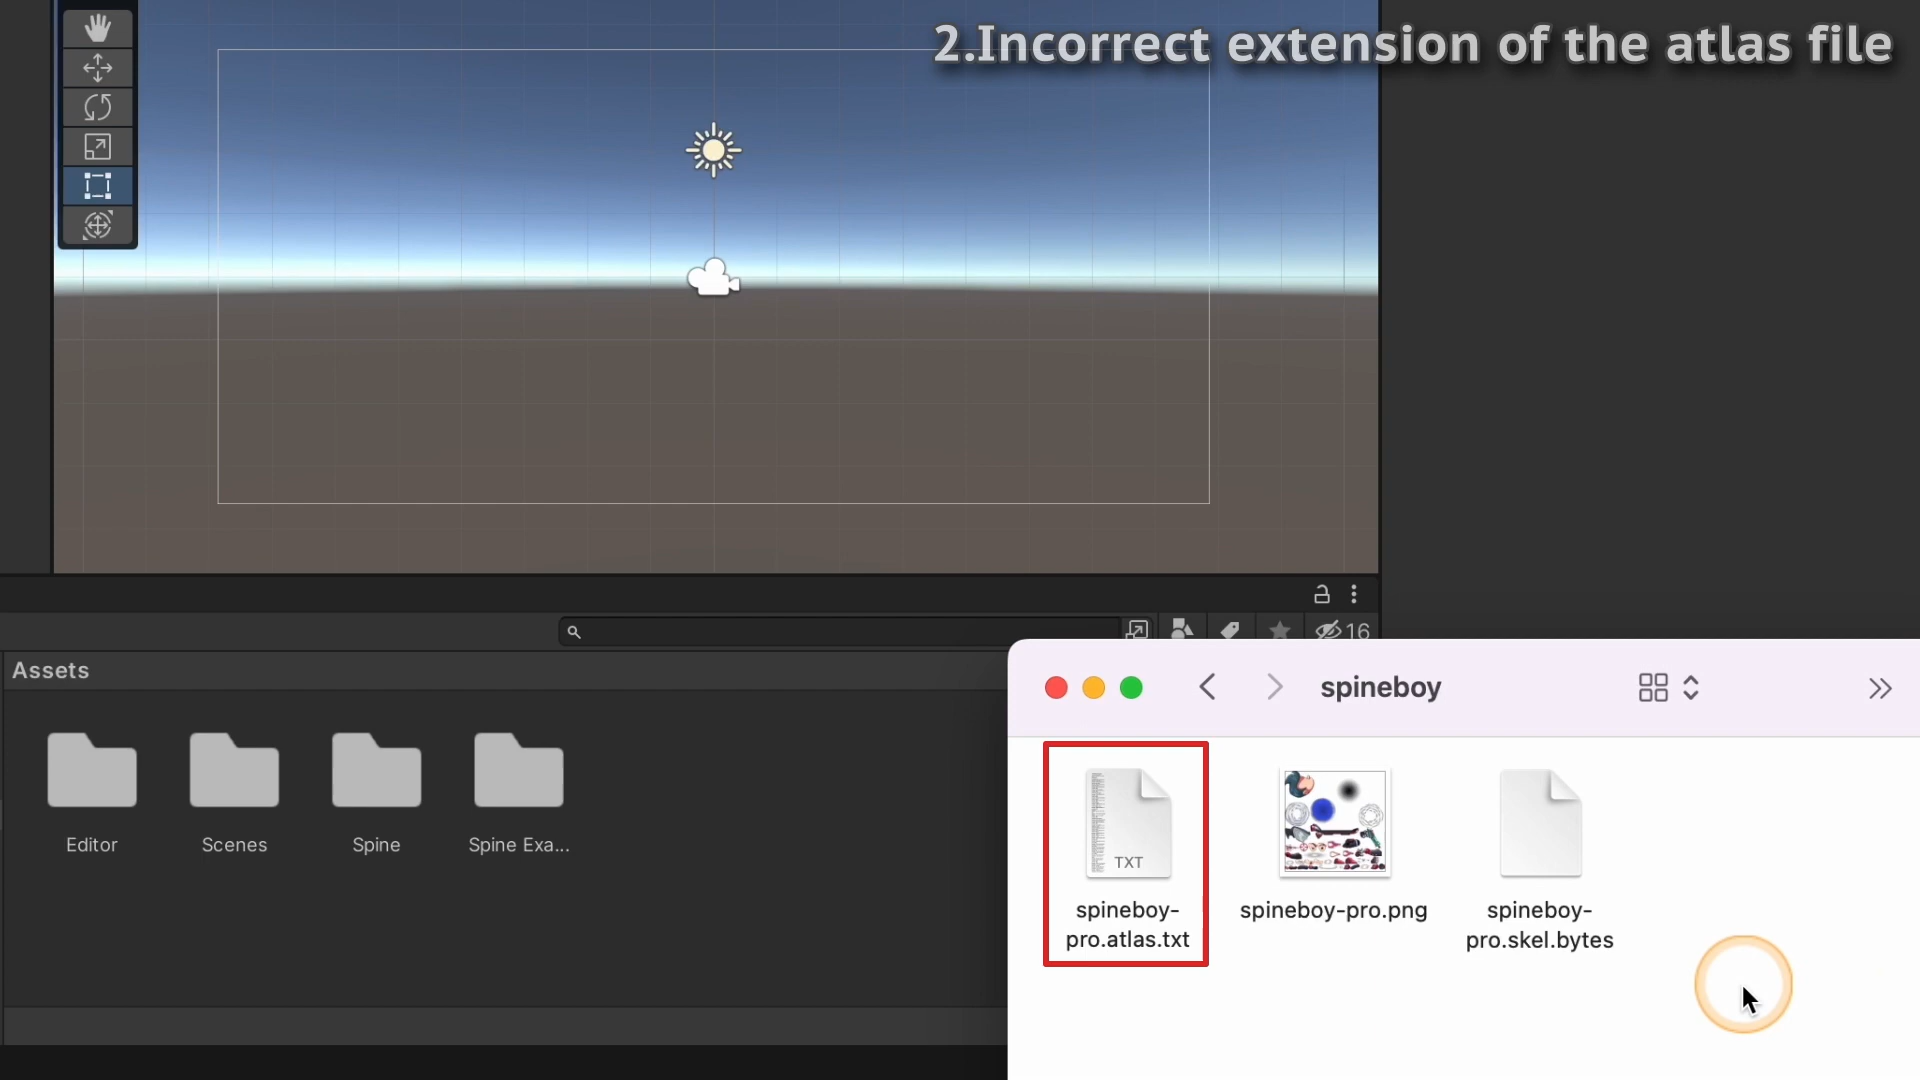 2.Incorrect extension of the atlas file
16
Assets
Editor
Scenes
Spine
Spine Exa...
spineboy
TXT
spineboy-
pro.atlas.txt
spineboy-pro.png
spineboy-
pro.skel.bytes